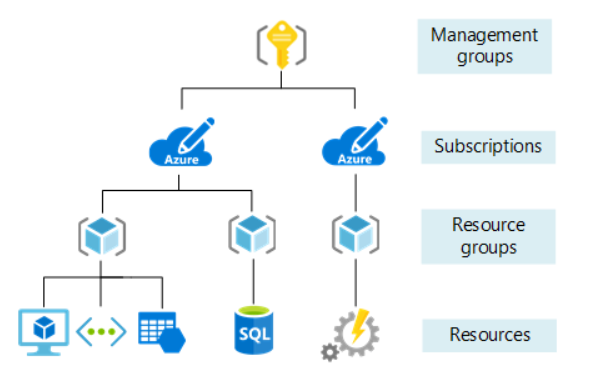 Management
groups
Azure
Azure
Subscriptions
Resource
groups
SQL
Resources